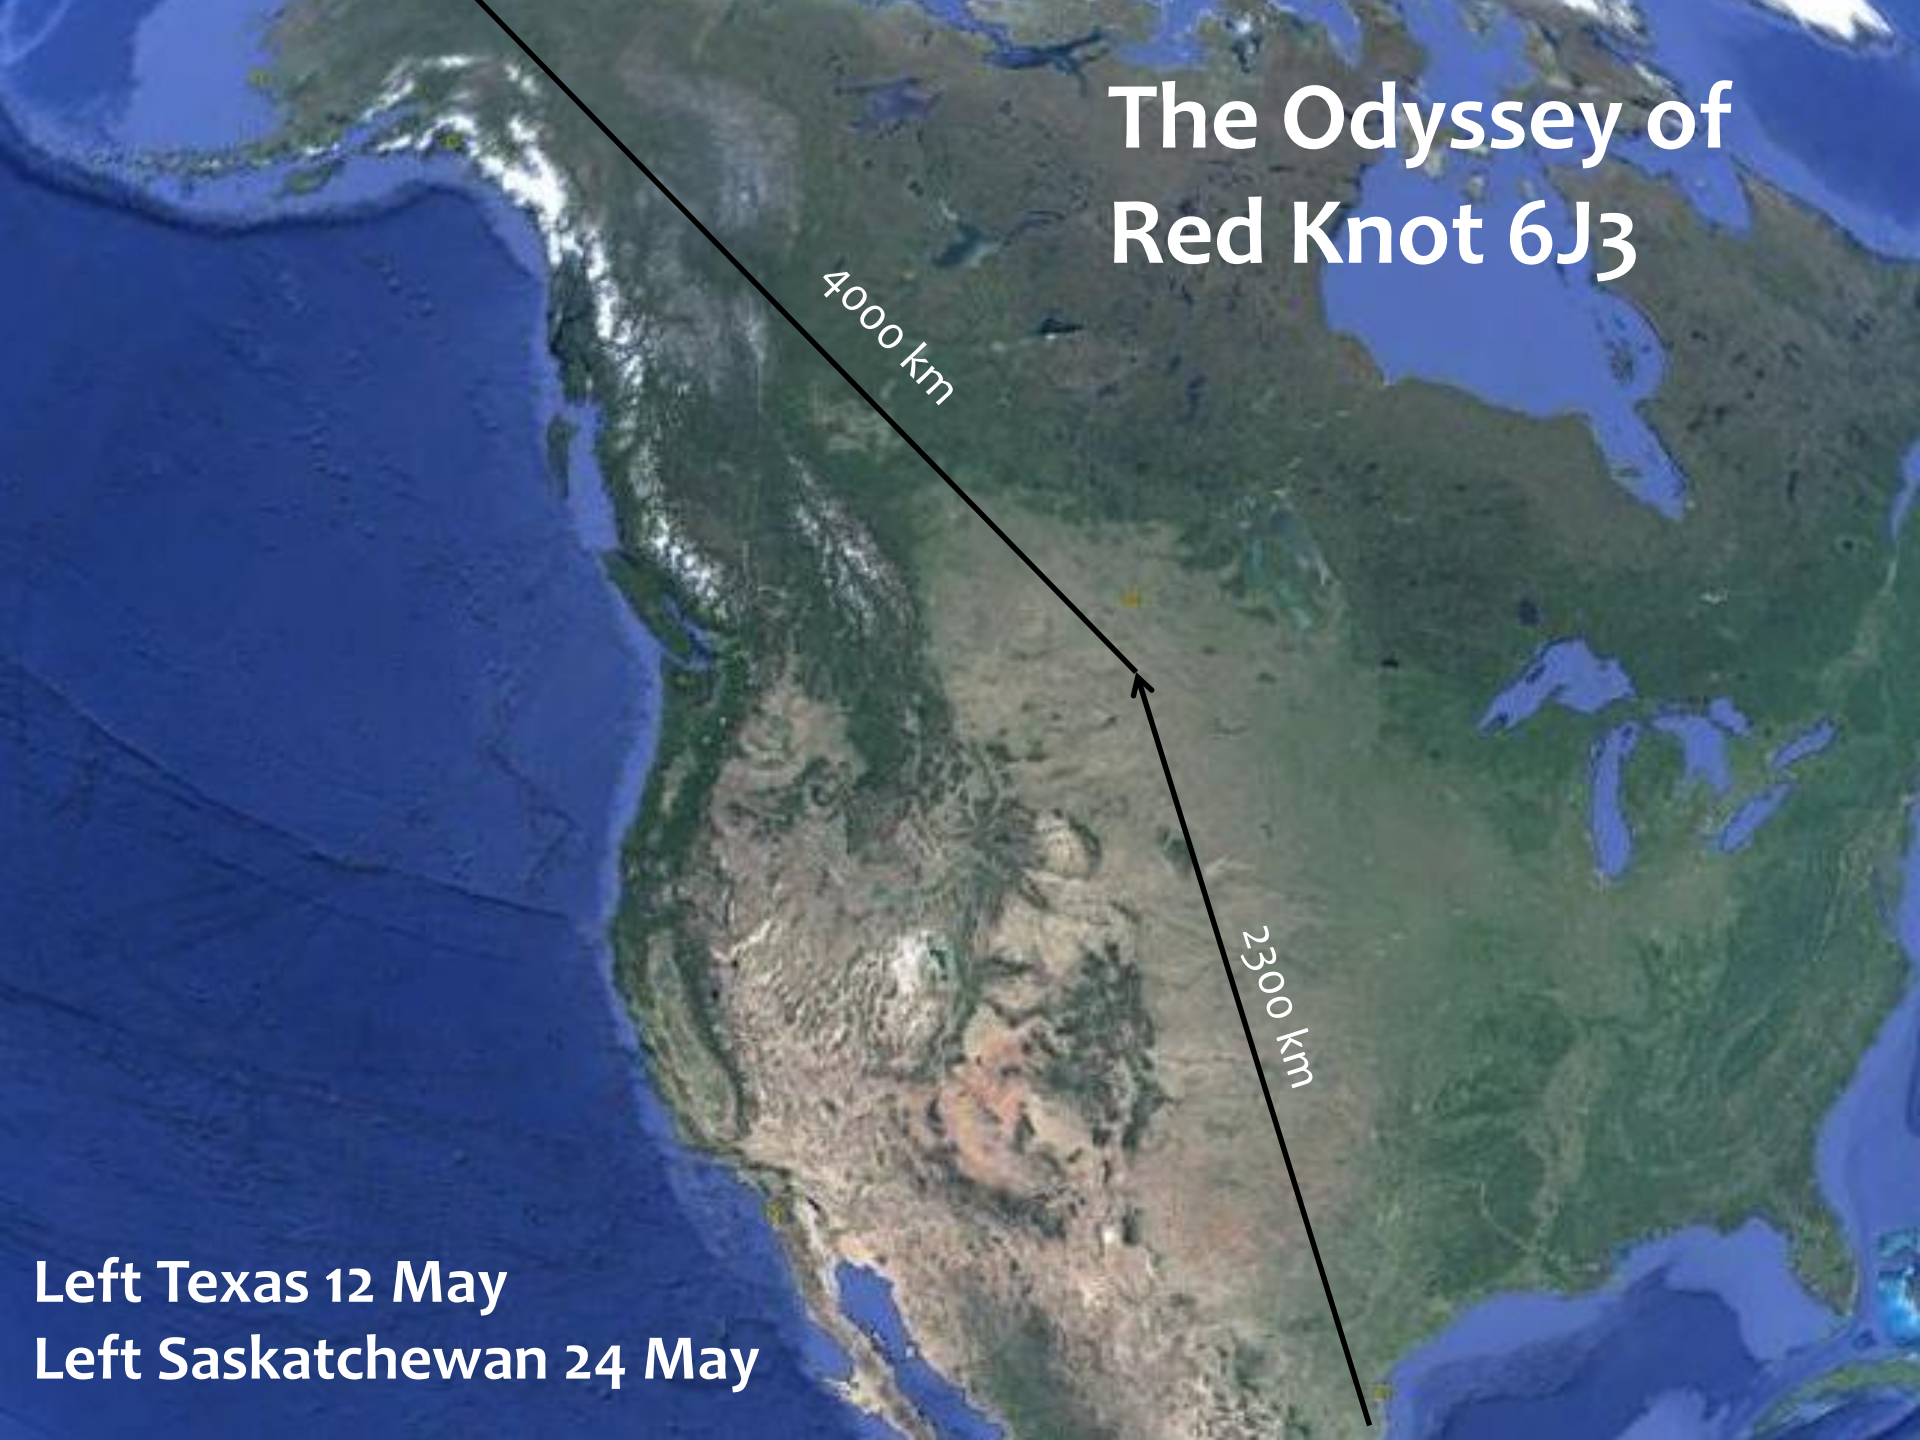 The Odyssey of
Red Knot 6J3
4000 km
2300 km
Left Texas 12 May
Left Saskatchewan 24 May